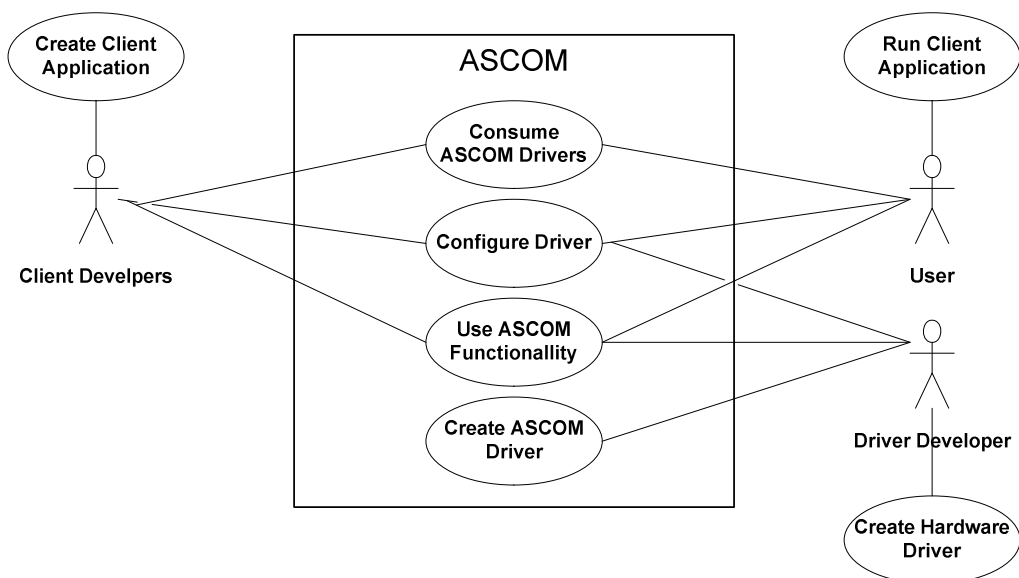 Create Client
Application
ASCOM
Run Client
Application
Consume
ASCOM Drivers
Configure Driver
Client Develpers
User
Use ASCOM
Functionallity
Create ASCOM
Driver
Driver Developer
Create Hardware
Driver